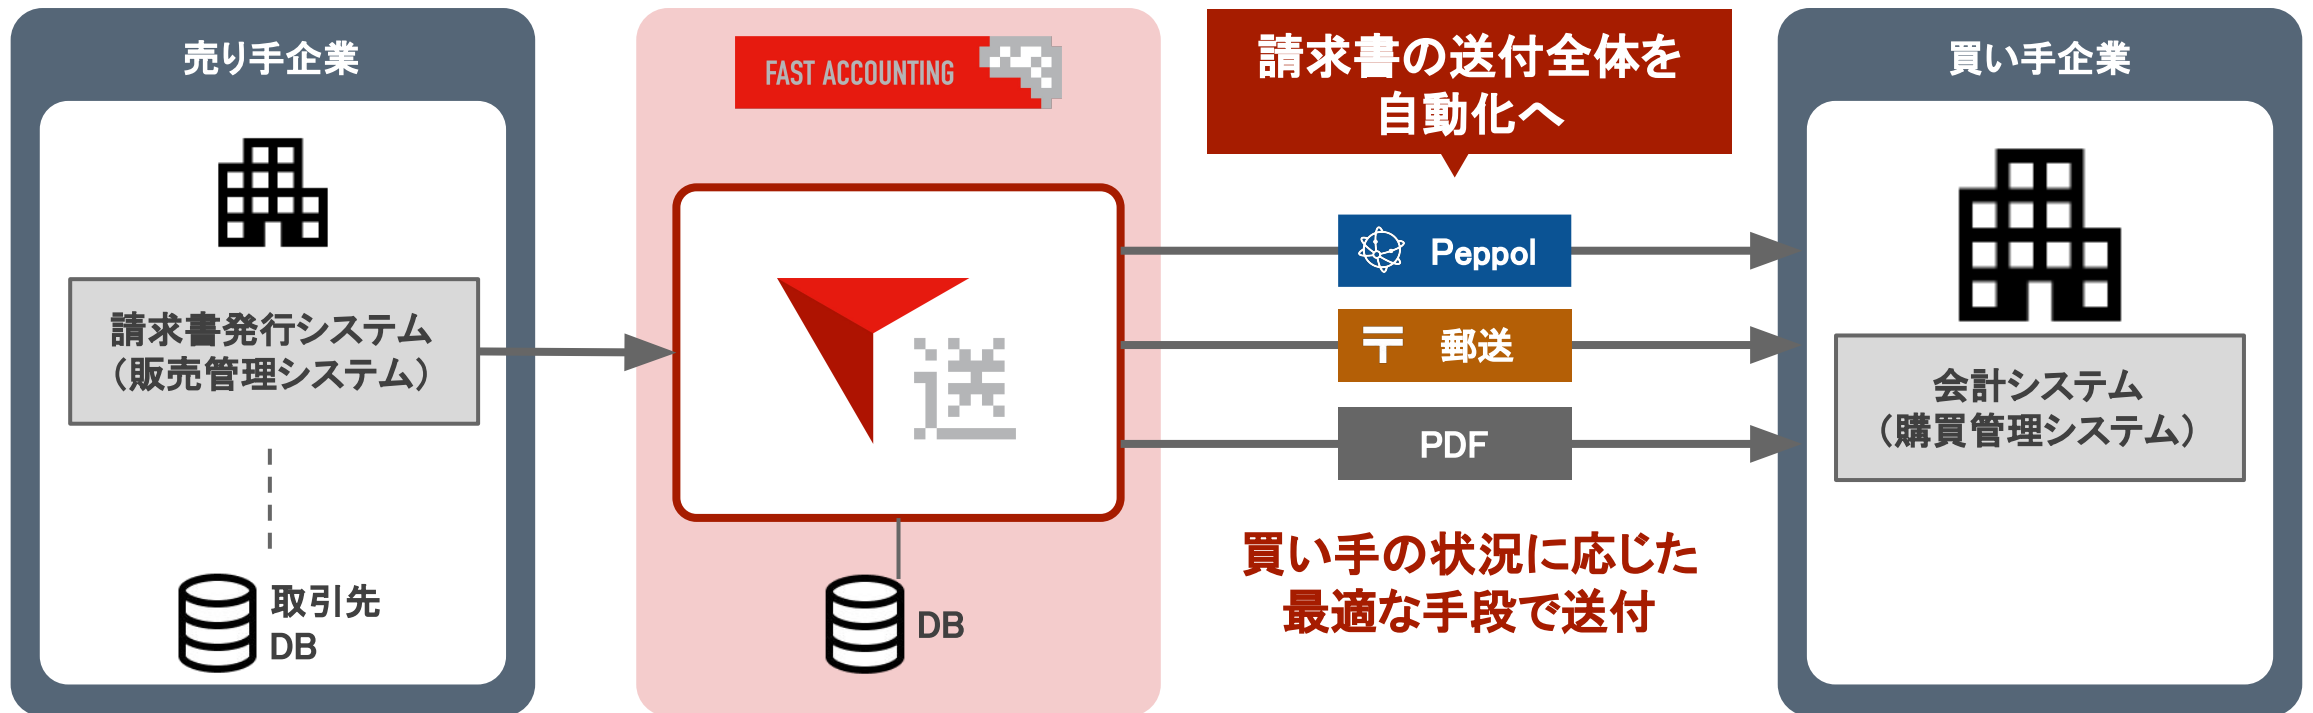 売り手企業
請求書発行システム
（販売管理システム）
取引先
DB
FAST ACCOUNTING
送
DB
請求書の送付全体を
自動化へ
Peppol
〒 郵送
PDF
買い手の状況に応じた
最適な手段で送付
買い手企業
会計システム
（購買管理システム）